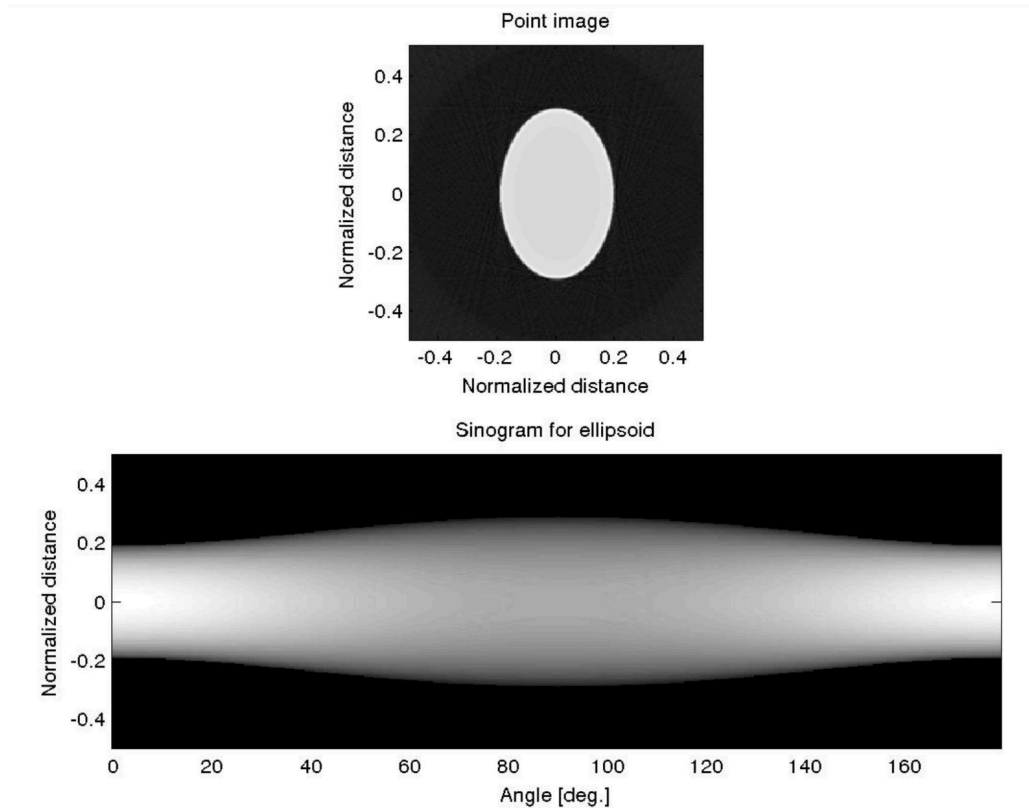 Point image
0.4
0.2
0
-0.2
-0.4
Normalized distance
-0.4 -0.2 0 0.2 0.4
Normalized distance
Sinogram for ellipsoid
0.4
0.2
0
-0.2
-0.4
Normalized distance
0 20 40 60 80 100 120 140 160
Angle [deg.]